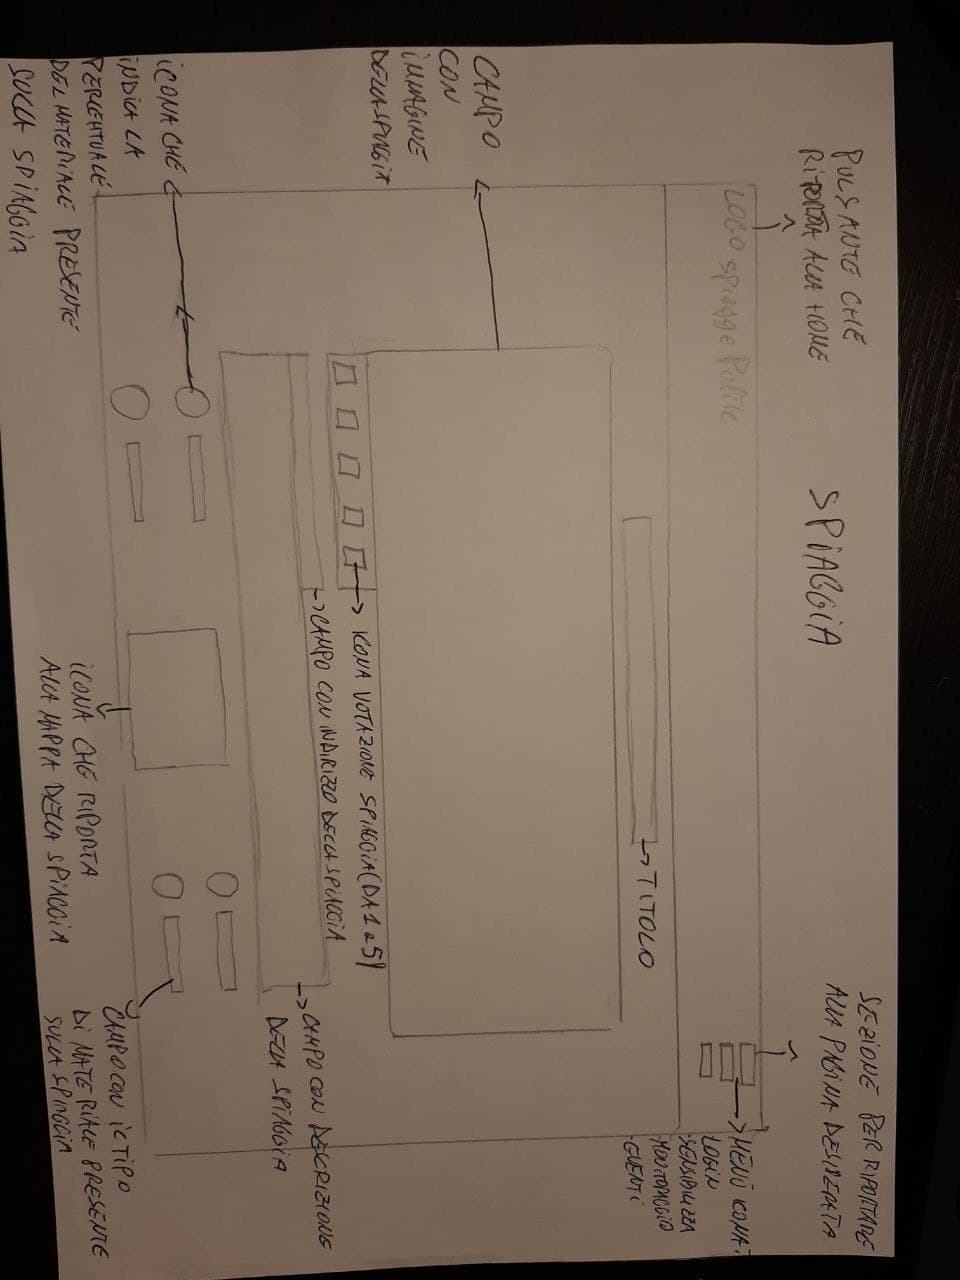 PULSANTE CHE
RIPORTA ALLA HOME
SPIAGGIA
SEZIONE PER RIPORTARE
ALLA PAGINA DESIDERATA
LOGO Spiagge Pulite
MENÙ ICONA:
LOGIN
SENSIBILIZZA
MONITORAGGIO
EVENTI
TITOLO
CAMPO
CON
IMMAGINE
DELLA SPIAGGIA
ICONA VOTAZIONE SPIAGGIA (DA 1 a 5)
CAMPO CON INDIRIZZO DELLA SPIAGGIA
CAMPO CON DESCRIZIONE
DELLA SPIAGGIA
ICONA CHE
INDICA LA
PERCENTUALE
DEL MATERIALE PRESENTE
SULLA SPIAGGIA
ICONA CHE RIPORTA
ALLA MAPPA DELLA SPIAGGIA
CAMPO CON IL TIPO
DI MATERIALE PRESENTE
SULLA SPIAGGIA